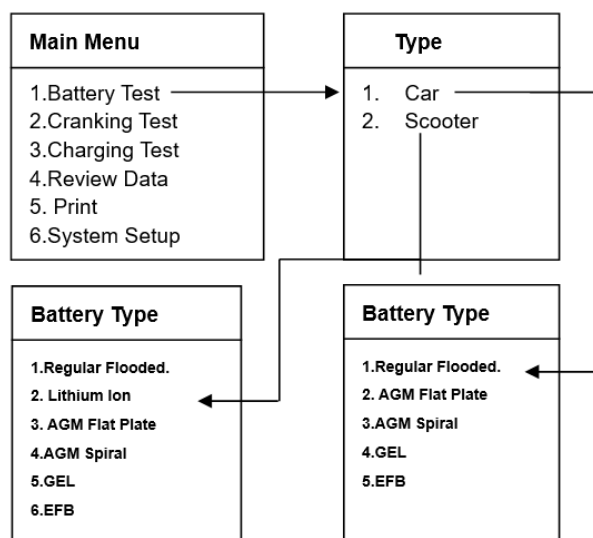 Main Menu
1.Battery Test
2.Cranking Test
3.Charging Test
4.Review Data
5. Print
6.System Setup
Type
1. Car
2. Scooter
Battery Type
1.Regular Flooded.
2. Lithium Ion
3. AGM Flat Plate
4.AGM Spiral
5.GEL
6.EFB
Battery Type
1.Regular Flooded.
2. AGM Flat Plate
3.AGM Spiral
4.GEL
5.EFB